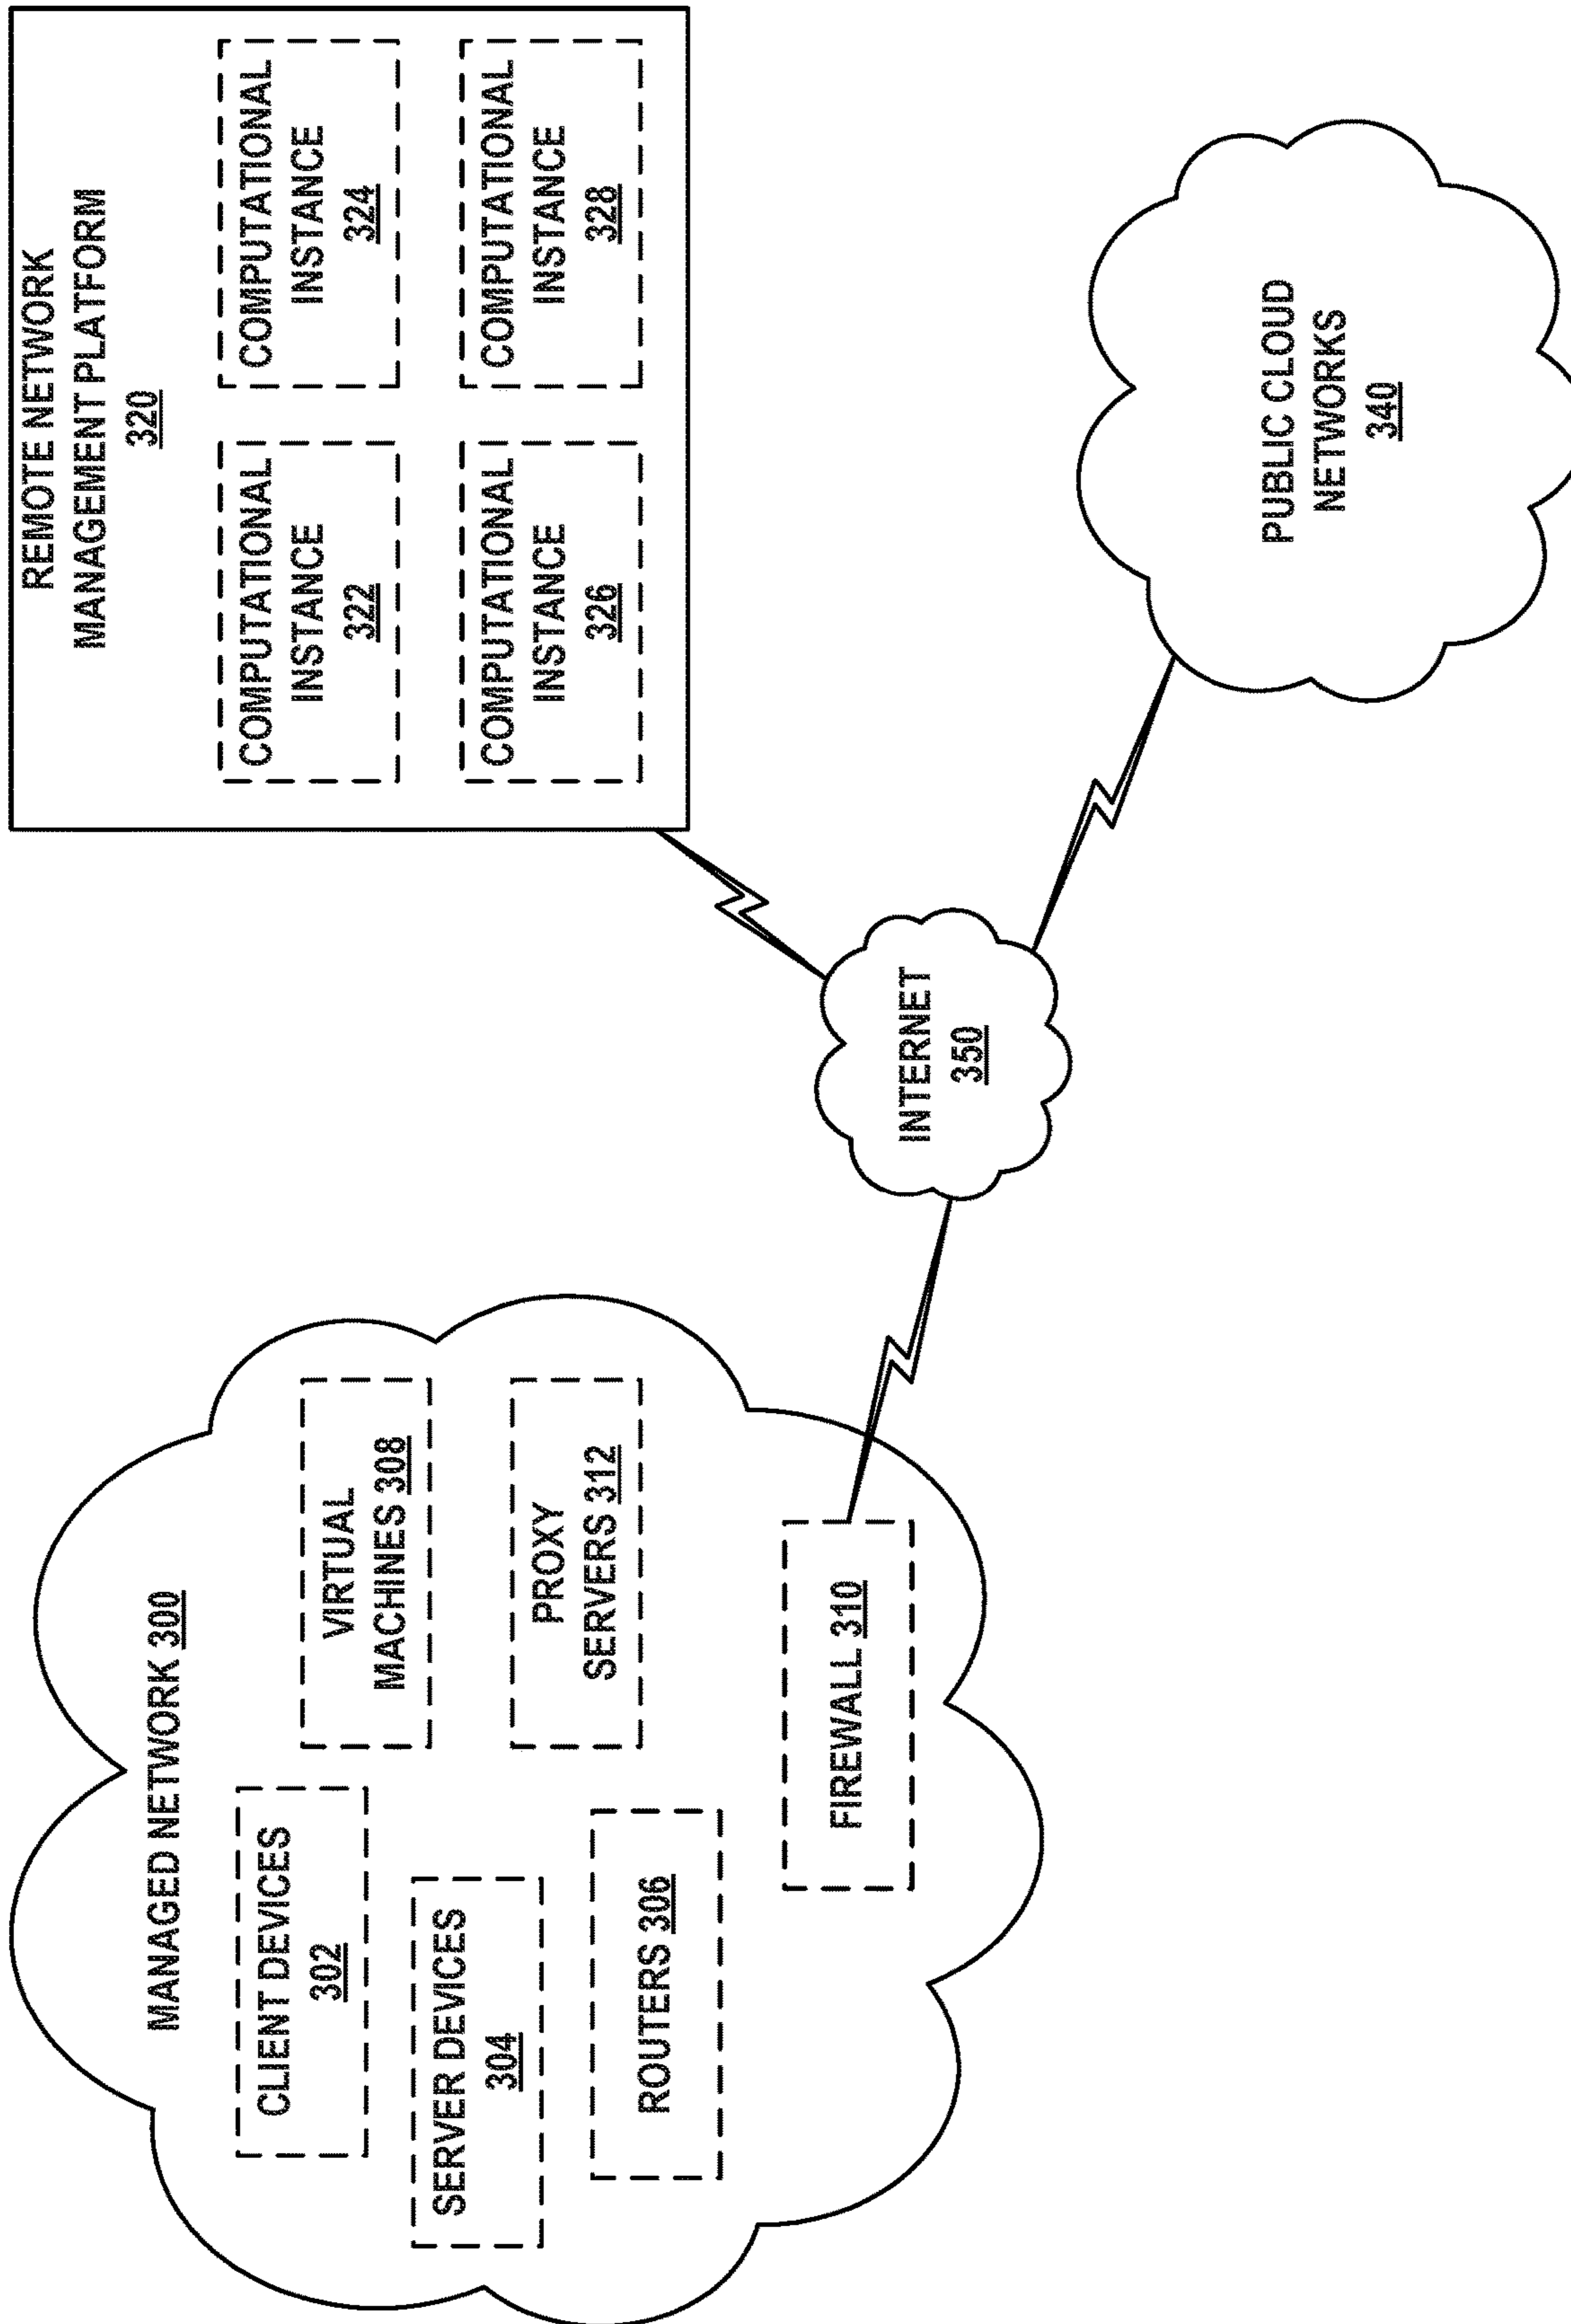 MANAGED NETWORK 300
CLIENT DEVICES
302
SERVER DEVICES
304
ROUTERS 306
VIRTUAL
MACHINES 308
PROXY
SERVERS 312
FIREWALL 310
INTERNET
350
REMOTE NETWORK
MANAGEMENT PLATFORM
320
COMPUTATIONAL
INSTANCE
322
COMPUTATIONAL
INSTANCE
324
COMPUTATIONAL
INSTANCE
326
COMPUTATIONAL
INSTANCE
328
PUBLIC CLOUD
NETWORKS
340